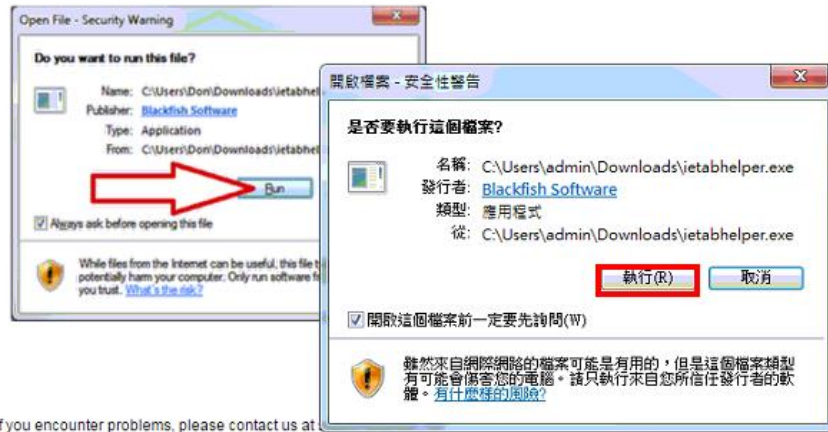 Open File - Security Warning
Do you want to run this file?
Name: C:\Users\Don\Downloads\ietabhel
Publisher: Blackfish Software
Type: Application
From: C:\Users\Don\Downloads\ietabhel
Run
Always ask before opening this file
While files from the Internet can be useful, this file
potentially harm your computer. Only run software
you trust. What's the risk?
開啟檔案 - 安全性警告
是否要執行這個檔案?
名稱: C:\Users\admin\Downloads\ietabhelper.exe
發行者: Blackfish Software
類型: 應用程式
從: C:\Users\admin\Downloads\ietabhelper.exe
執行(R) 取消
開啟這個檔案前一定要先詢問(W)
雖然來自網際網路的檔案可能是有用的，但是這個檔案類型
有可能會傷害您的電腦。請只執行來自您所信任發行者的軟
體。有什麼樣的風險?
f you encounter problems, please contact us at